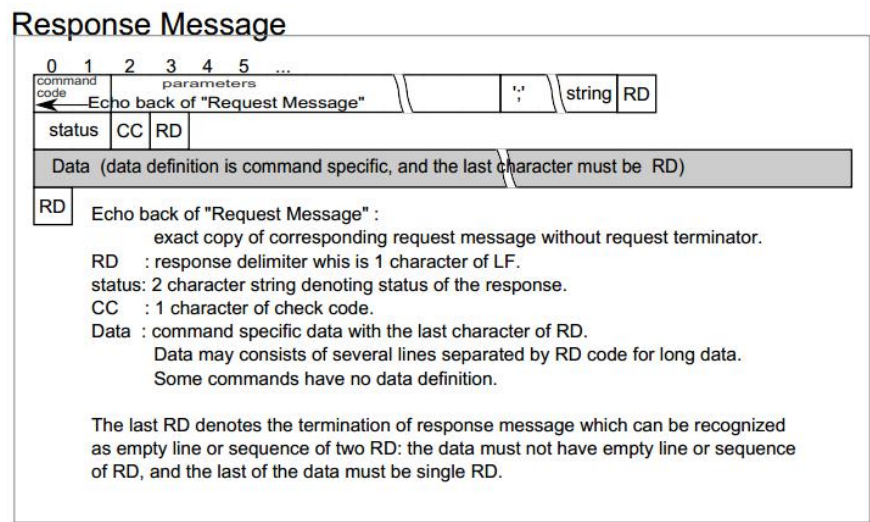 Response Message
0 1 2 3 4 5 ...
command code parameters
Echo back of "Request Message" ';' string RD
status CC RD
Data (data definition is command specific, and the last character must be RD)
RD
Echo back of "Request Message" :
exact copy of corresponding request message without request terminator.
RD : response delimiter whis is 1 character of LF.
status: 2 character string denoting status of the response.
CC : 1 character of check code.
Data : command specific data with the last character of RD.
Data may consists of several lines separated by RD code for long data.
Some commands have no data definition.
The last RD denotes the termination of response message which can be recognized
as empty line or sequence of two RD: the data must not have empty line or sequence
of RD, and the last of the data must be single RD.